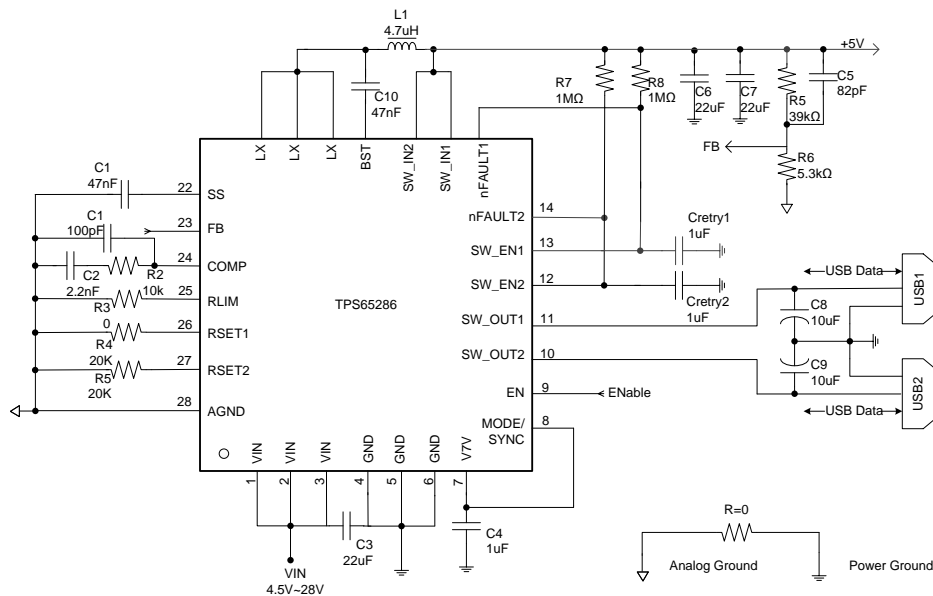 L1
4.7uH
+5V
C10
47nF
R7
1MΩ
R8
1MΩ
C6
22uF
C7
22uF
R5
39kΩ
C5
82pF
FB
R6
5.3kΩ
LX
LX
LX
BST
SW_IN2
SW_IN1
nFAULT1
C1
47nF
22
SS
C1
100pF
23
FB
24
COMP
C2
2.2nF
R2
10k
25
RLIM
R3
0
26
RSET1
R4
20K
27
RSET2
R5
20K
28
AGND
TPS65286
14
nFAULT2
13
SW_EN1
12
SW_EN2
11
SW_OUT1
10
SW_OUT2
9
EN
ENable
8
MODE/
SYNC
Cretry1
1uF
Cretry2
1uF
USB Data
USB1
C8
10uF
C9
10uF
USB2
USB Data
VIN
VIN
VIN
GND
GND
GND
V7V
1
2
3
4
5
6
7
C3
22uF
C4
1uF
VIN
4.5V~28V
R=0
Analog Ground
Power Ground